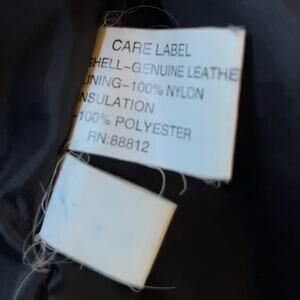 CARE LABEL
SHELL-GENUINE LEATHE
LINING-100% NYLON
INSULATION
-100% POLYESTER
RN:88812